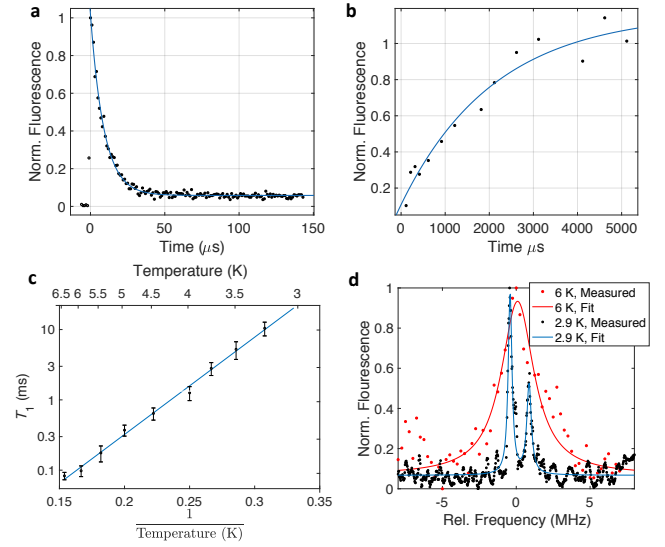 a
1
0.8
0.6
0.4
0.2
0
Norm. Fluorescence
0
50
100
150
Time (μs)
b
1
0.8
0.6
0.4
0.2
Norm. Fluorescence
0
1000
2000
3000
4000
5000
Time μs
c
Temperature (K)
6.5 6 5.5 5 4.5 4 3.5 3
10
3
1
0.3
0.1
T1 (ms)
0.15
0.2
0.25
0.3
0.35
1
Temperature (K)
d
6 K, Measured
6 K, Fit
2.9 K, Measured
2.9 K, Fit
1
0.8
0.6
0.4
0.2
0
Norm. Flourescence
-5
0
5
Rel. Frequency (MHz)